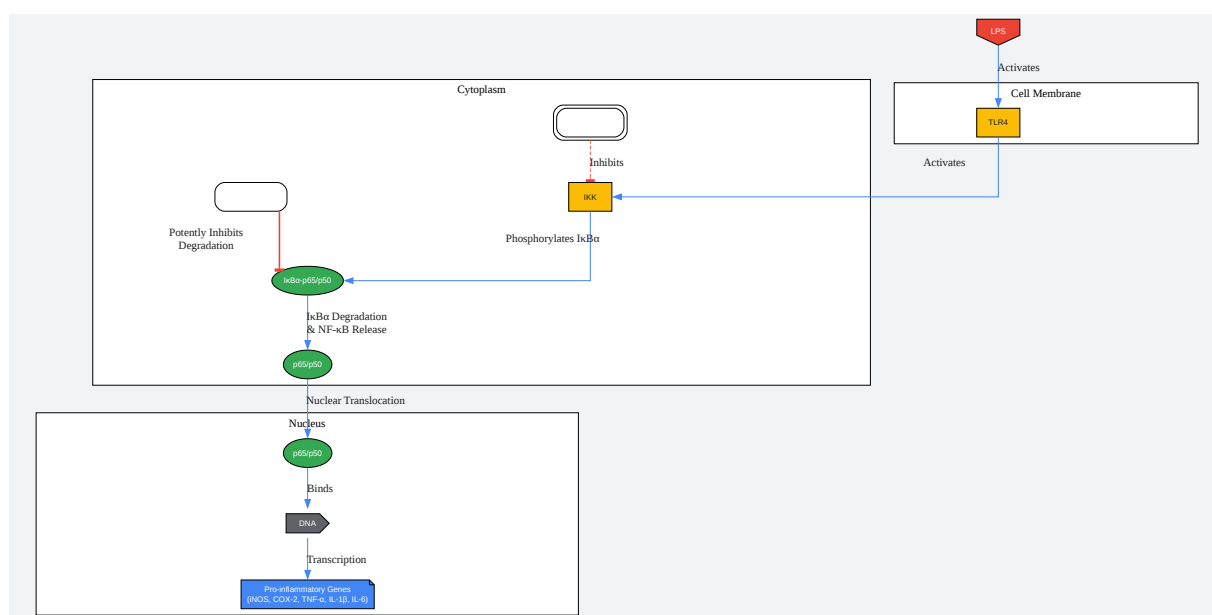 LPS
Activates
Cell Membrane
TLR4
Activates
Cytoplasm
Inhibits
IKK
Potently Inhibits
Degradation
Phosphorylates IκBα
IκBα-p65/p50
IκBα Degradation
& NF-κB Release
p65/p50
Nuclear Translocation
Nucleus
p65/p50
Binds
DNA
Transcription
Pro-inflammatory Genes
(iNOS, COX-2, TNF-α, IL-1β, IL-6)